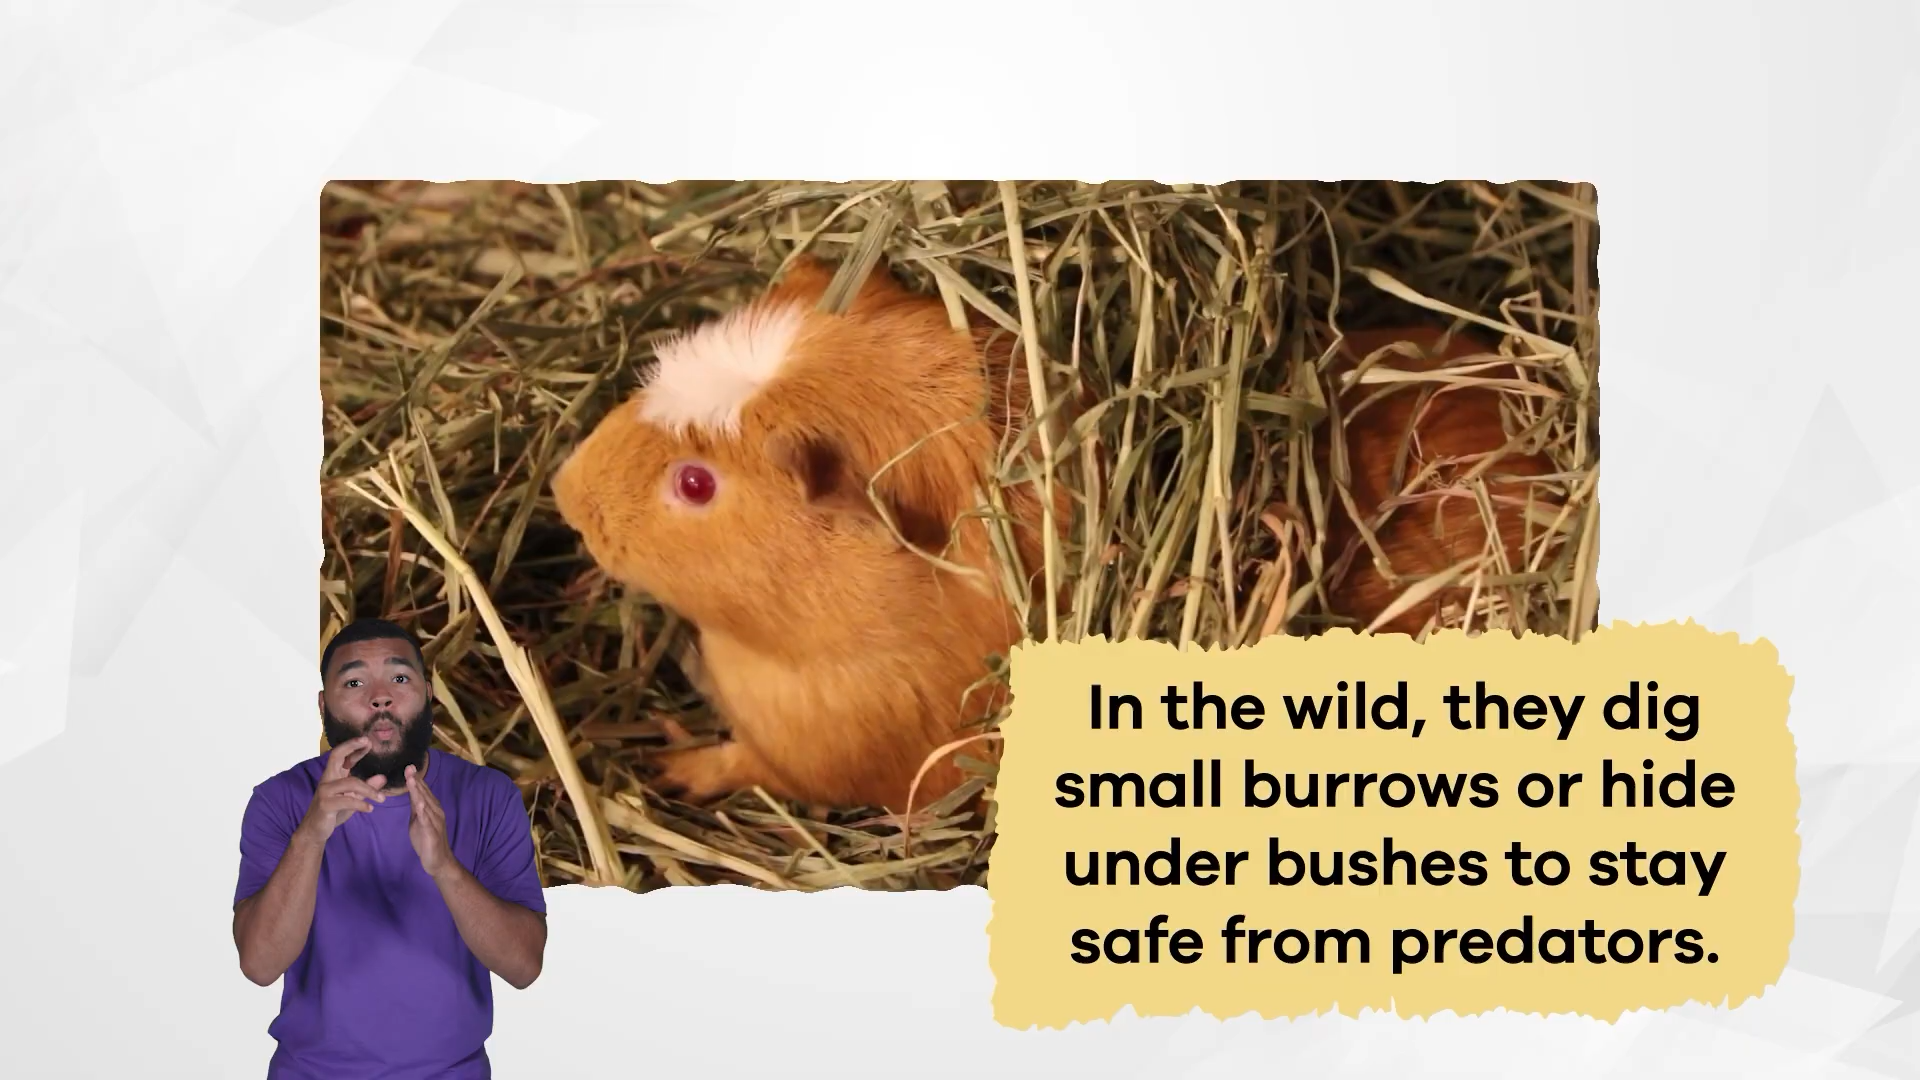 In the wild, they dig
small burrows or hide
under bushes to stay
safe from predators.